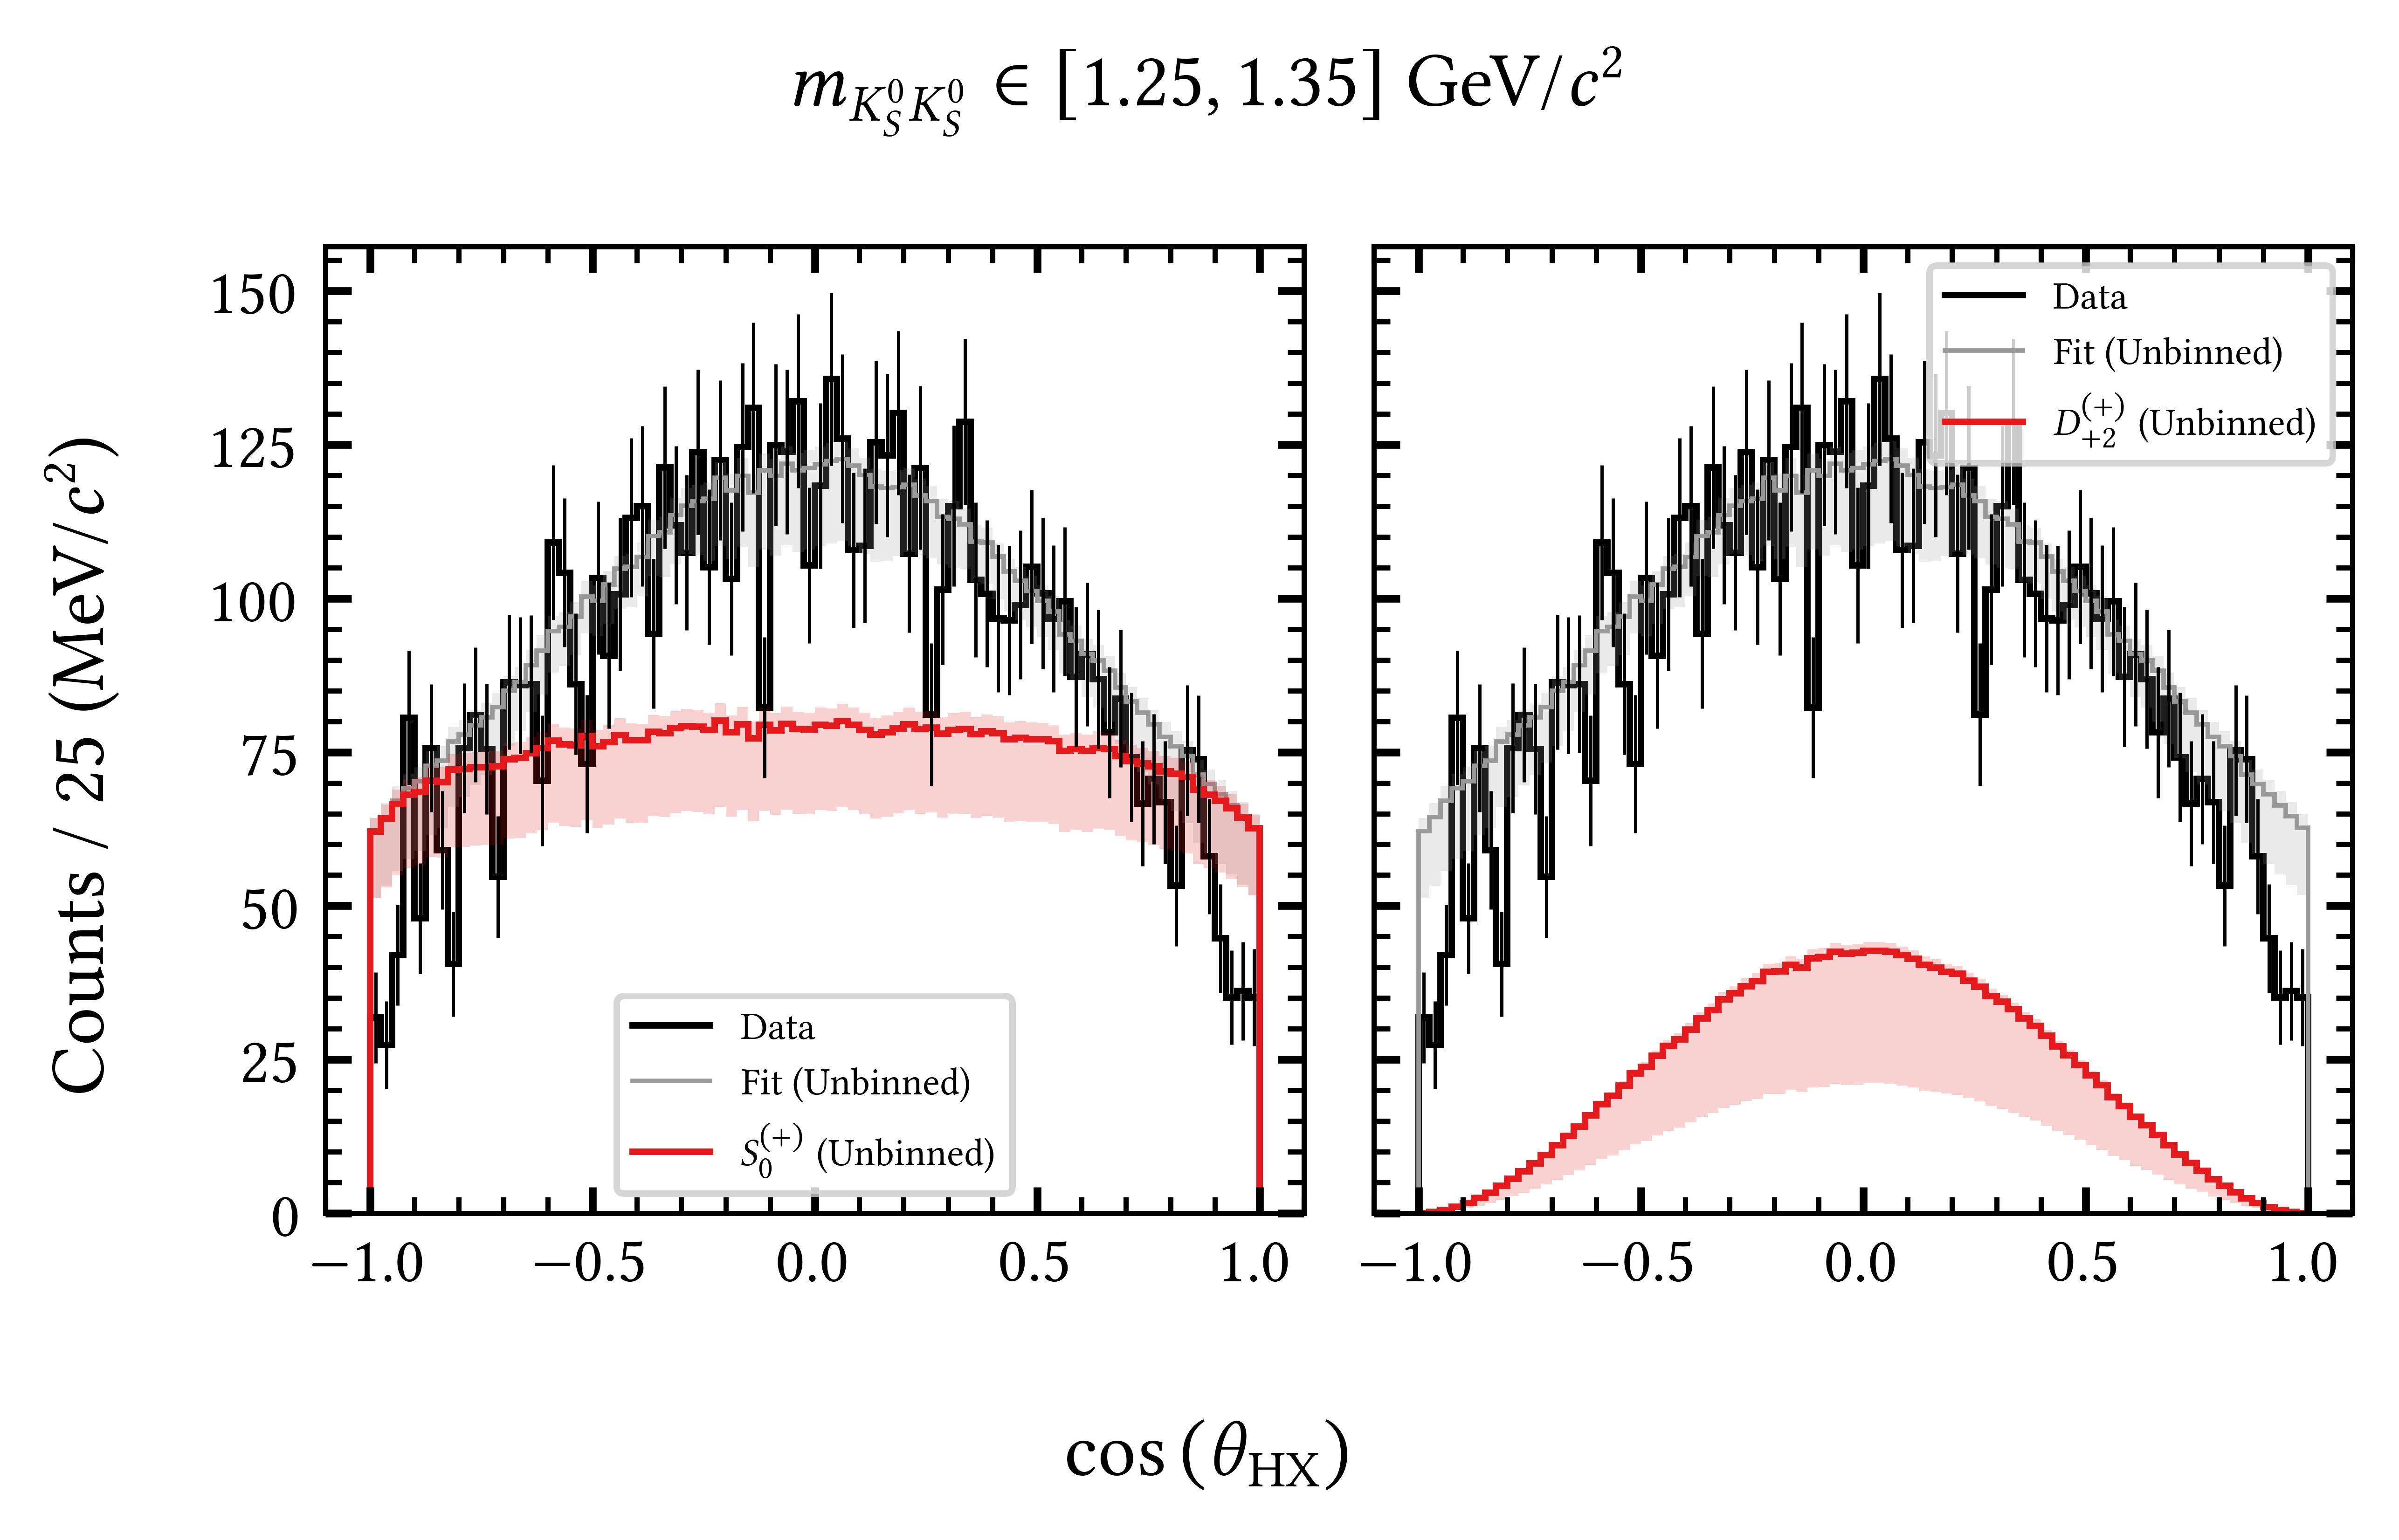 m_{K_S^0 K_S^0} ∈ [1.25, 1.35] GeV/c²
Counts / 25 (MeV/c²)
150
125
100
75
50
25
0
Data
Fit (Unbinned)
S_0^{(+)} (Unbinned)
−1.0 −0.5 0.0 0.5 1.0
Data
Fit (Unbinned)
D_{+2}^{(+)} (Unbinned)
−1.0 −0.5 0.0 0.5 1.0
cos (θ_{HX})